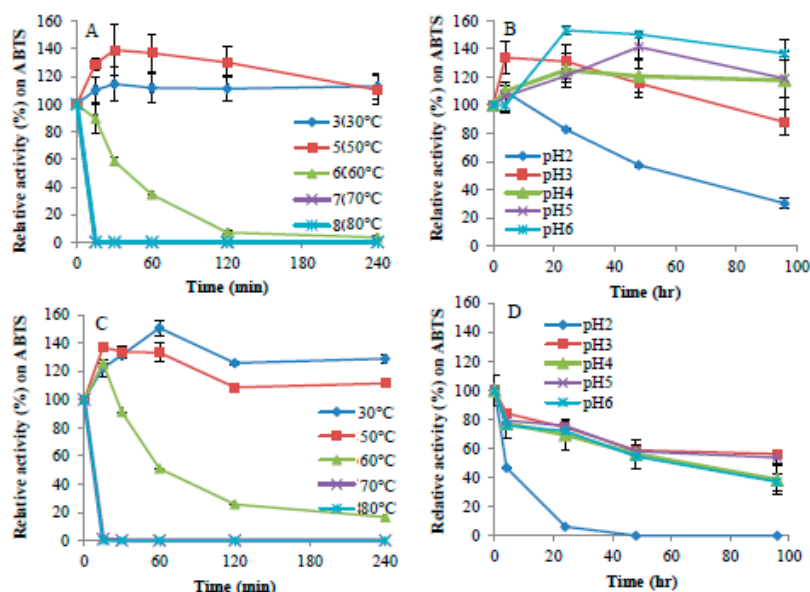 A
Relative activity (%) on ABTS
160
140
120
100
80
60
40
20
0
0 60 120 180 240
Time (min)
3(30°C
5(50°C
6(60°C
7(70°C
8(80°C
B
Relative activity (%) on ABTS
160
140
120
100
80
60
40
20
0
0 20 40 60 80 100
Time (hr)
pH2
pH3
pH4
pH5
pH6
C
Relative activity (%) on ABTS
160
140
120
100
80
60
40
20
0
0 60 120 180 240
Time (min)
30°C
50°C
60°C
70°C
80°C
D
Relative activity (%) on ABTS
160
140
120
100
80
60
40
20
0
0 20 40 60 80 100
Time (hr)
pH2
pH3
pH4
pH5
pH6